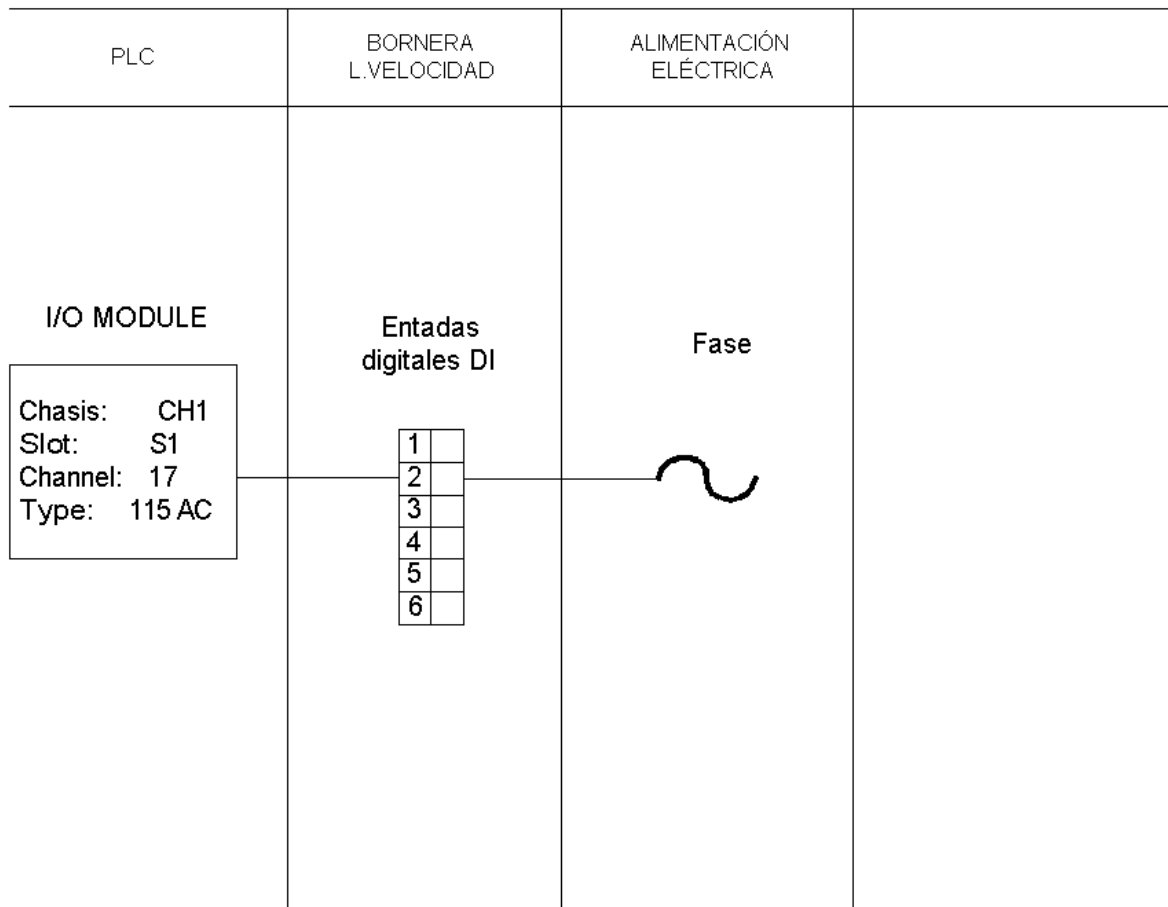 PLC
BORNERA
L.VELOCIDAD
ALIMENTACIÓN
ELÉCTRICA
I/O MODULE
Chasis: CH1
Slot: S1
Channel: 17
Type: 115 AC
Entadas
digitales DI
1
2
3
4
5
6
Fase